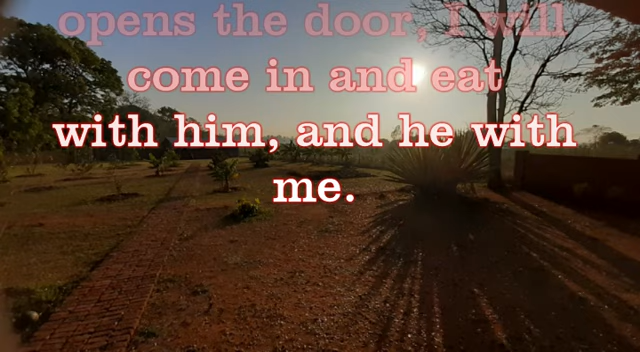 opens the door, I will
come in and eat
with him, and he with
me.